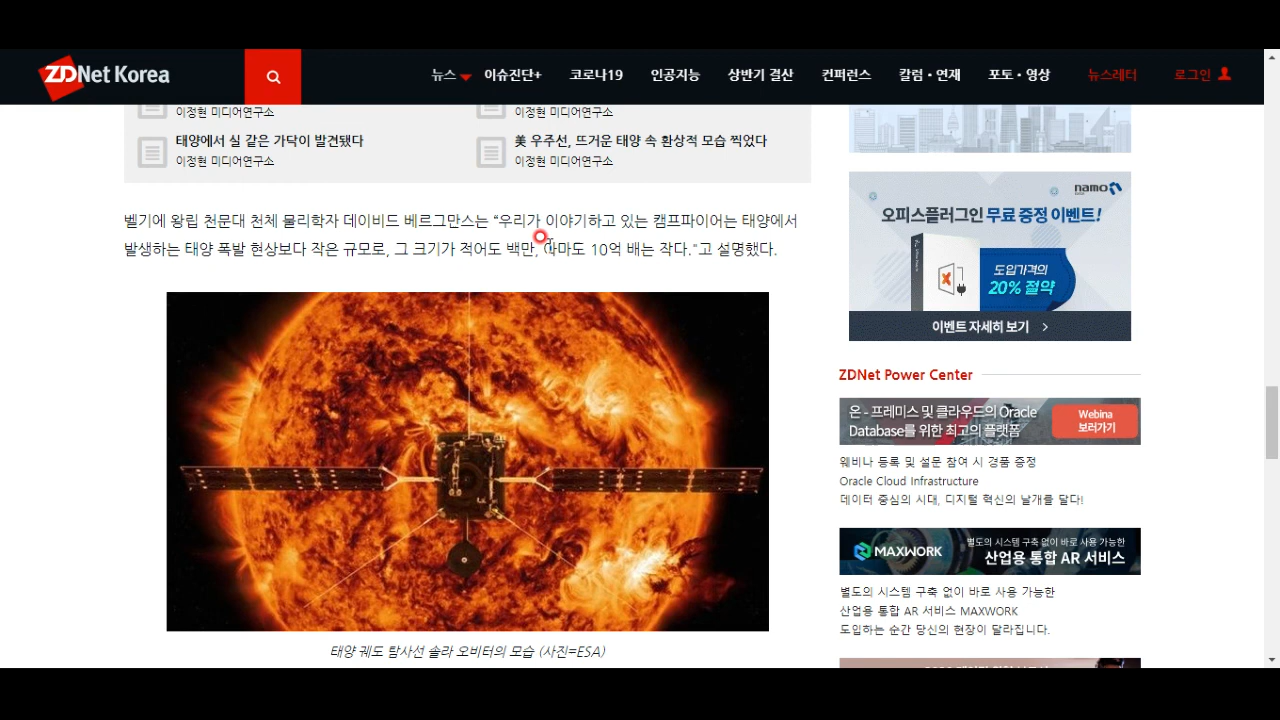 ZDNet Korea
뉴스 이슈진단+ 코로나19 인공지능 상반기 결산 컨퍼런스 칼럼·연재 포토·영상 뉴스레터 로그인
이정현 미디어연구소
이정현 미디어연구소
태양에서 실 같은 가닥이 발견됐다
이정현 미디어연구소
美 우주선, 뜨거운 태양 속 환상적 모습 찍었다
이정현 미디어연구소
벨기에 왕립 천문대 천체 물리학자 데이비드 베르그만스는 “우리가 이야기하고 있는 캠프파이어는 태양에서
발생하는 태양 폭발 현상보다 작은 규모로, 그 크기가 적어도 백만, 아마도 10억 배는 작다."고 설명했다.
태양 궤도 탐사선 솔라 오비터의 모습 (사진=ESA)
namo
오피스플러그인 무료 증정 이벤트!
도입가격의
20% 절약
이벤트 자세히 보기 >
ZDNet Power Center
온-프레미스 및 클라우드의 Oracle
Database를 위한 최고의 플랫폼
Webina
보러가기
웨비나 등록 및 설문 참여 시 경품 증정
Oracle Cloud Infrastructure
데이터 중심의 시대, 디지털 혁신의 날개를 달다!
MAXWORK
별도의 시스템 구축 없이 바로 사용 가능한
산업용 통합 AR 서비스
별도의 시스템 구축 없이 바로 사용 가능한
산업용 통합 AR 서비스 MAXWORK
도입하는 순간 당신의 현장이 달라집니다.